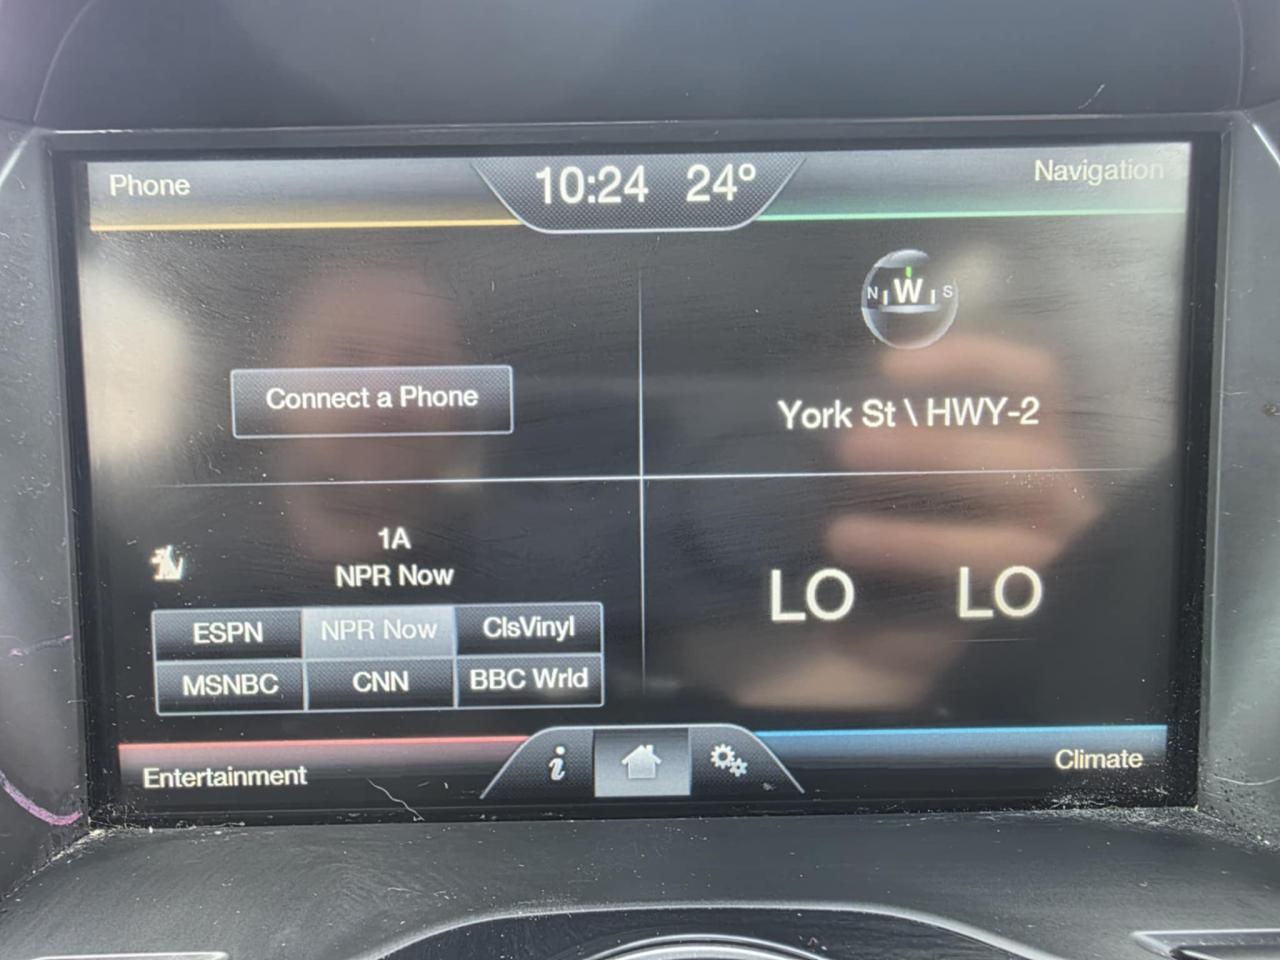 Phone
10:24 24°
Navigation
N W S
Connect a Phone
York St \ HWY-2
1A
NPR Now
ESPN NPR Now ClsVinyl
MSNBC CNN BBC Wrld
LO LO
Entertainment
i
Climate